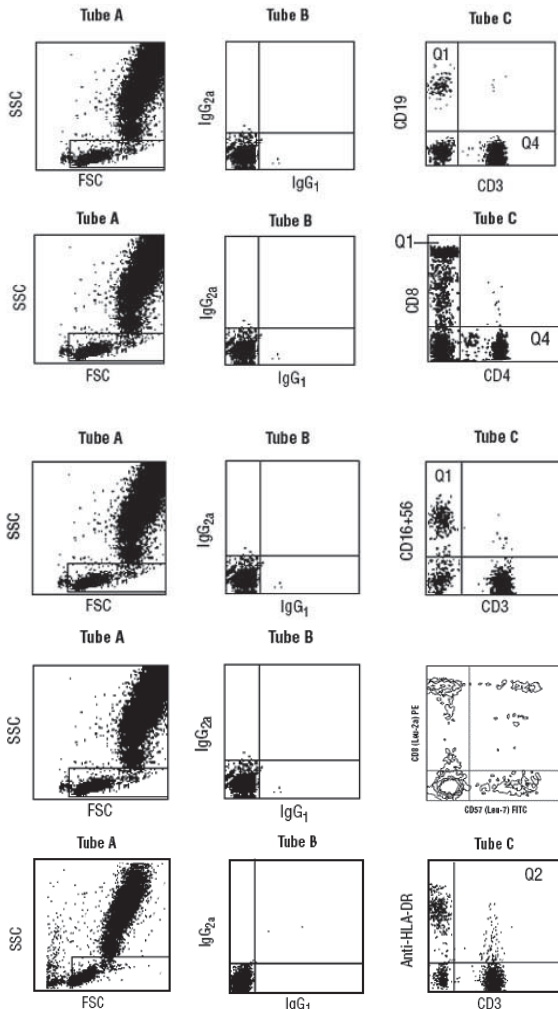 Tube A Tube B Tube C
SSC IgG2a CD19 Q1 Q4
FSC IgG1 CD3
Tube A Tube B Tube C
SSC IgG2a CD8 Q1 Q4
FSC IgG1 CD4
Tube A Tube B Tube C
SSC IgG2a CD16+56 Q1
FSC IgG1 CD3
Tube A Tube B
SSC IgG2a CD8 (Leu-2a) PE
FSC IgG1 CD57 (Leu-7) FITC
Tube A Tube B Tube C
SSC IgG2a Anti-HLA-DR Q2
FSC IgG1 CD3